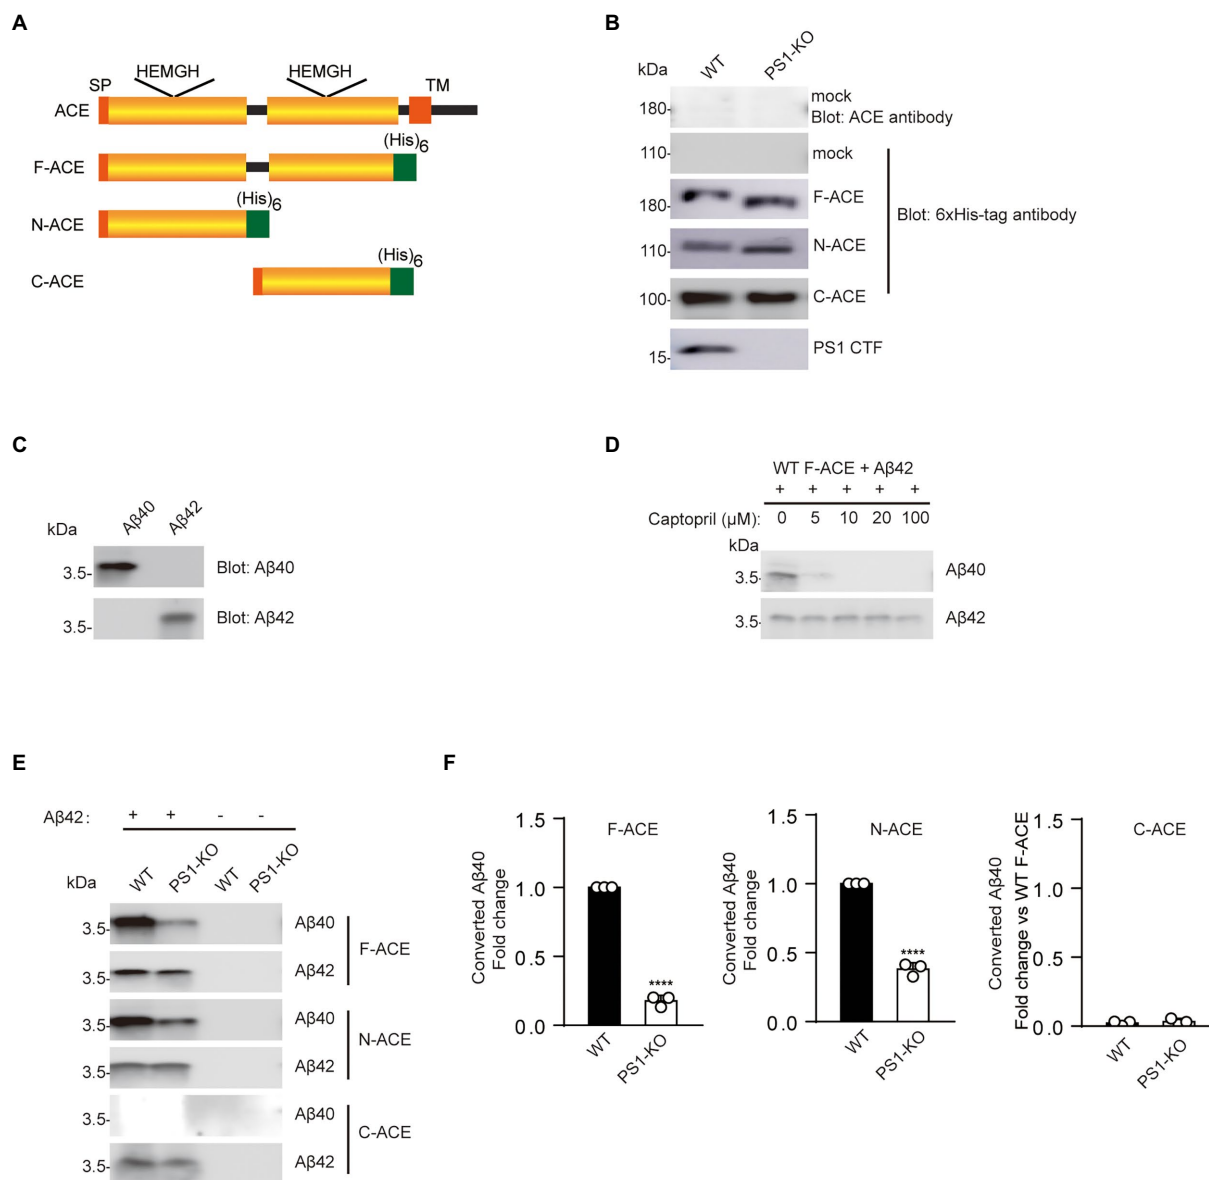 A
HEMGH HEMGH
SP TM
ACE
(His)6
F-ACE
(His)6
N-ACE
(His)6
C-ACE
B
WT PS1-KO
kDa
180- mock
Blot: ACE antibody
110- mock
180- F-ACE
Blot: 6xHis-tag antibody
110- N-ACE
100- C-ACE
15- PS1 CTF
C
Aβ40 Aβ42
kDa
3.5- Blot: Aβ40
3.5- Blot: Aβ42
D
WT F-ACE + Aβ42
+ + + + +
Captopril (μM): 0 5 10 20 100
kDa
3.5- Aβ40
3.5- Aβ42
E
Aβ42: + + - -
WT PS1-KO WT PS1-KO
kDa
3.5- Aβ40
F-ACE
3.5- Aβ42
3.5- Aβ40
N-ACE
3.5- Aβ42
3.5- Aβ40
C-ACE
3.5- Aβ42
F
Converted Aβ40
Fold change
1.5
1.0
0.5
0.0
F-ACE
****
WT PS1-KO
Converted Aβ40
Fold change
1.5
1.0
0.5
0.0
N-ACE
****
WT PS1-KO
Converted Aβ40
Fold change vs WT F-ACE
1.5
1.0
0.5
0.0
C-ACE
WT PS1-KO